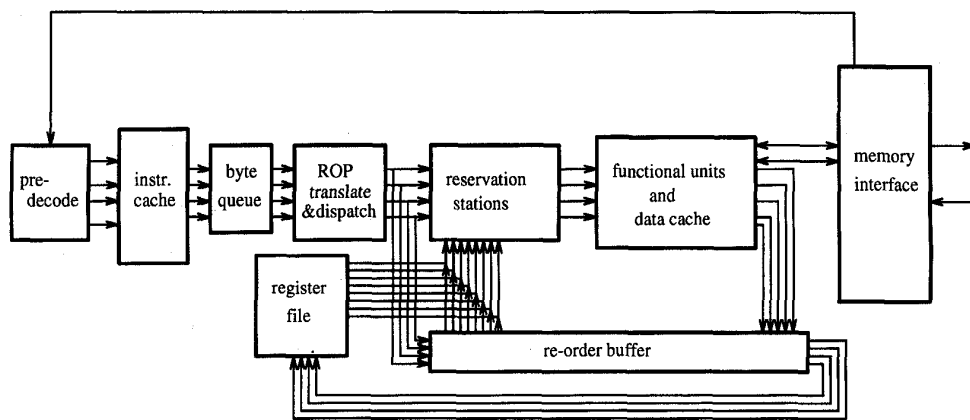 pre-
decode
instr.
cache
byte
queue
ROP
translate
&dispatch
reservation
stations
functional units
and
data cache
memory
interface
register
file
re-order buffer